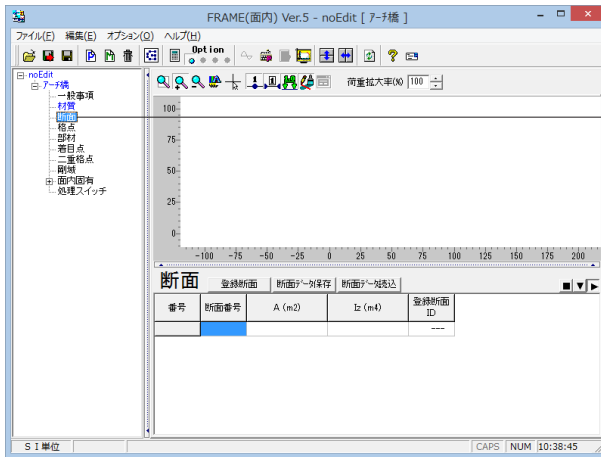 FRAME(面内) Ver.5 - noEdit [ ｱｰﾁ橋 ]
ファイル(F) 編集(E) オプション(O) ヘルプ(H)
Option
noEdit
ｱｰﾁ橋
一般事項
材質
断面
格点
部材
着目点
二重格点
剛域
面内固有
処理スイッチ
荷重拡大率(%) 100
100
75
50
25
0
-100 -75 -50 -25 0 25 50 75 100 125 150 175 200
断面 登録断面 断面ﾃﾞｰﾀ保存 断面ﾃﾞｰﾀ読込
番号 断面番号 A (m2) Iz (m4) 登録断面 ID
---
ＳＩ単位 CAPS NUM 10:38:45